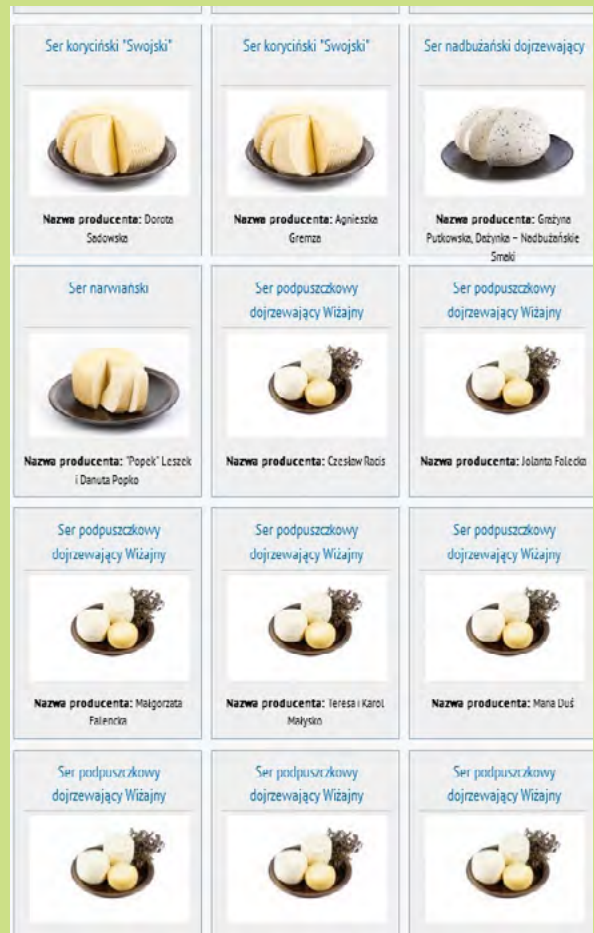 Ser koryciński "Swojski"
Nazwa producenta: Dorota
Sadowska
Ser koryciński "Swojski"
Nazwa producenta: Agnieszka
Gremza
Ser nadbużański dojrzewający
Nazwa producenta: Grażyna
Putkowska, Dażynka – Nadbużańskie
Smaki
Ser narwiański
Nazwa producenta: "Popek" Leszek
i Danuta Popko
Ser podpuszczkowy
dojrzewający Wiżajny
Nazwa producenta: Czesław Racis
Ser podpuszczkowy
dojrzewający Wiżajny
Nazwa producenta: Jolanta Falecka
Ser podpuszczkowy
dojrzewający Wiżajny
Nazwa producenta: Małgorzata
Falencka
Ser podpuszczkowy
dojrzewający Wiżajny
Nazwa producenta: Teresa i Karol
Małysko
Ser podpuszczkowy
dojrzewający Wiżajny
Nazwa producenta: Maria Duś
Ser podpuszczkowy
dojrzewający Wiżajny
Ser podpuszczkowy
dojrzewający Wiżajny
Ser podpuszczkowy
dojrzewający Wiżajny